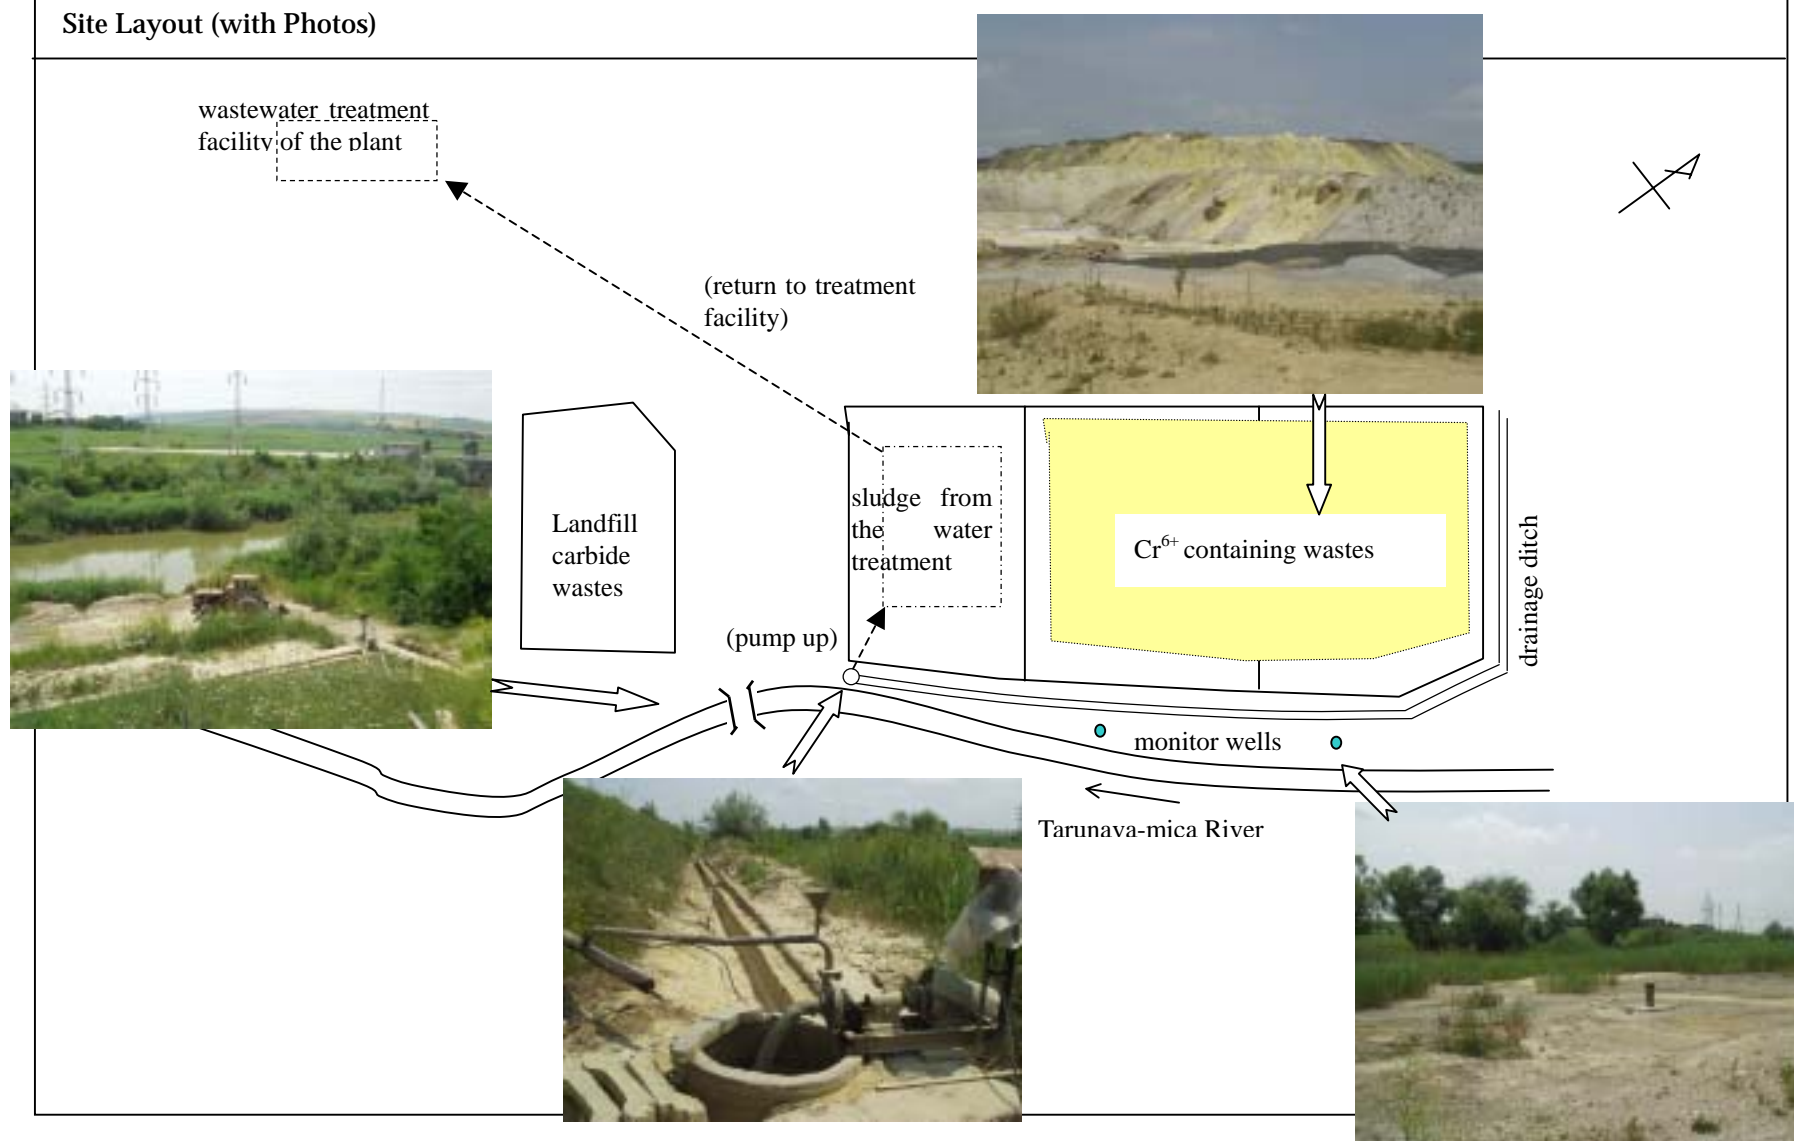 Site Layout (with Photos)
wastewater treatment
facility of the plant
(return to treatment
facility)
Landfill
carbide
wastes
sludge from
the water
treatment
Cr⁶⁺ containing wastes
drainage ditch
(pump up)
monitor wells
Tarunava-mica River